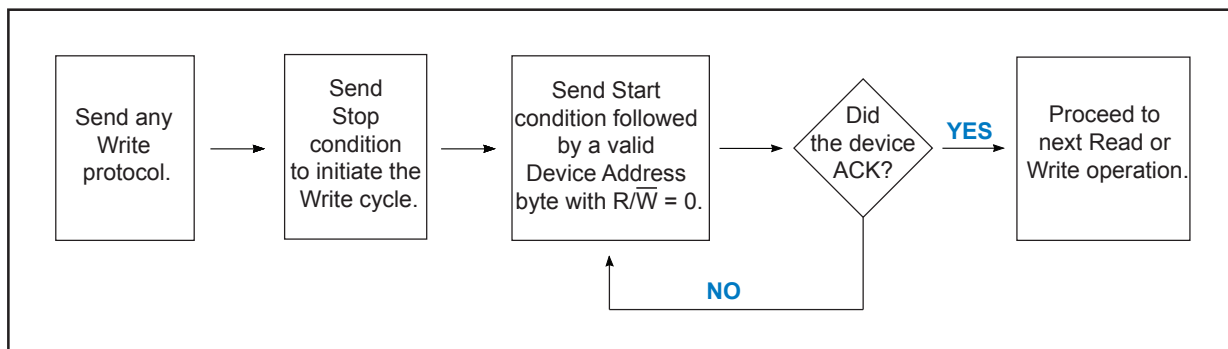 Send any
Write
protocol.
Send
Stop
condition
to initiate the
Write cycle.
Send Start
condition followed
by a valid
Device Address
byte with R/W̅ = 0.
Did
the device
ACK?
YES
NO
Proceed to
next Read or
Write operation.